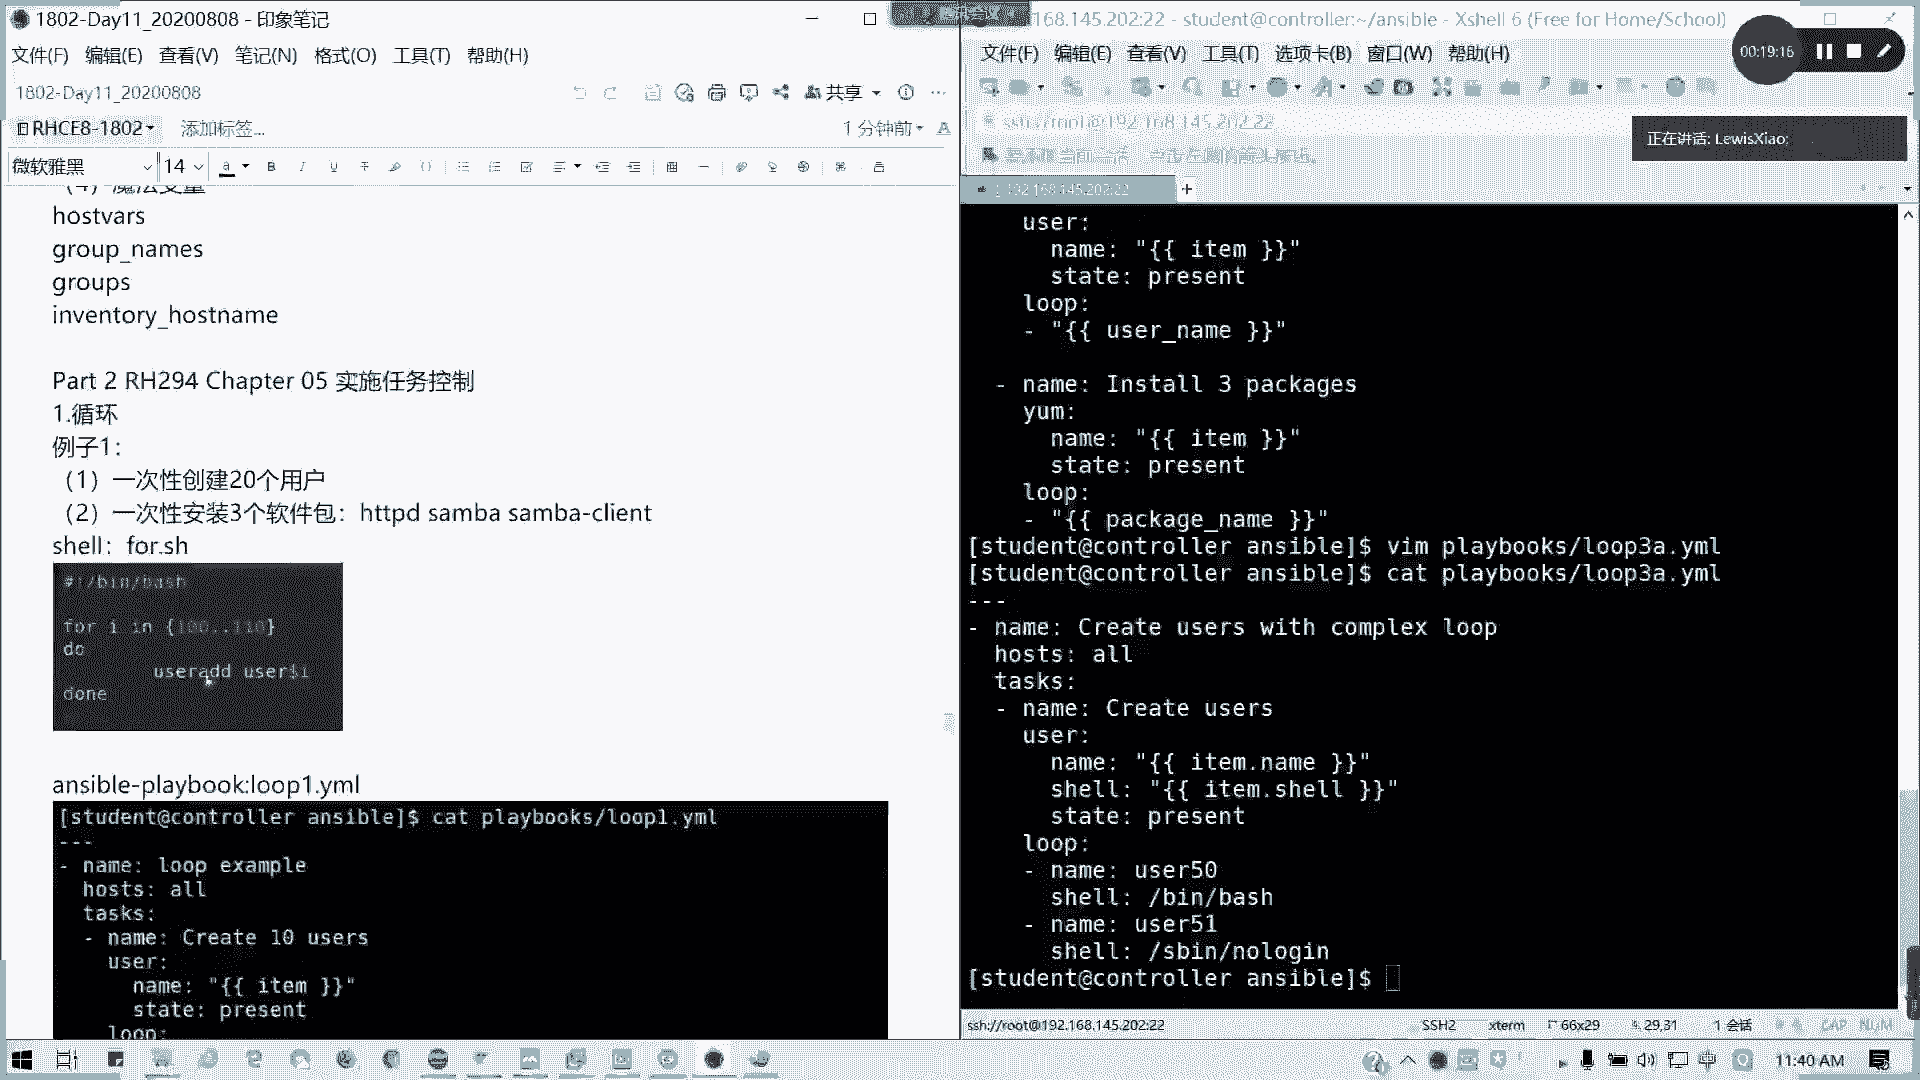 1802-Day11_20200808 - 印象笔记
文件(F) 编辑(E) 查看(V) 笔记(N) 格式(O) 工具(T) 帮助(H)
1802-Day11_20200808
共享
RHCE8-1802
添加标签...
1 分钟前
微软雅黑
14
（4）魔法变量
hostvars
group_names
groups
inventory_hostname
Part 2 RH294 Chapter 05 实施任务控制
1.循环
例子1：
（1）一次性创建20个用户
（2）一次性安装3个软件包：httpd samba samba-client
shell：for.sh
#!/bin/bash
for i in {100..110}
do
useradd user$i
done
ansible-playbook:loop1.yml
[student@controller ansible]$ cat playbooks/loop1.yml
---
- name: loop example
hosts: all
tasks:
- name: Create 10 users
user:
name: "{{ item }}"
state: present
loop:
168.145.202:22 - student@controller:~/ansible - Xshell 6 (Free for Home/School)
文件(F) 编辑(E) 查看(V) 工具(T) 选项卡(B) 窗口(W) 帮助(H)
00:19:16
ssh://root@192.168.145.202:22
正在讲话: LewisXiao;
1 192.168.145.202:22
user:
name: "{{ item }}"
state: present
loop:
- "{{ user_name }}"
- name: Install 3 packages
yum:
name: "{{ item }}"
state: present
loop:
- "{{ package_name }}"
[student@controller ansible]$ vim playbooks/loop3a.yml
[student@controller ansible]$ cat playbooks/loop3a.yml
---
- name: Create users with complex loop
hosts: all
tasks:
- name: Create users
user:
name: "{{ item.name }}"
shell: "{{ item.shell }}"
state: present
loop:
- name: user50
shell: /bin/bash
- name: user51
shell: /sbin/nologin
[student@controller ansible]$
ssh://root@192.168.145.202:22
SSH2
xterm
66x29
29,31
1 会话
CAP NUM
中
11:40 AM